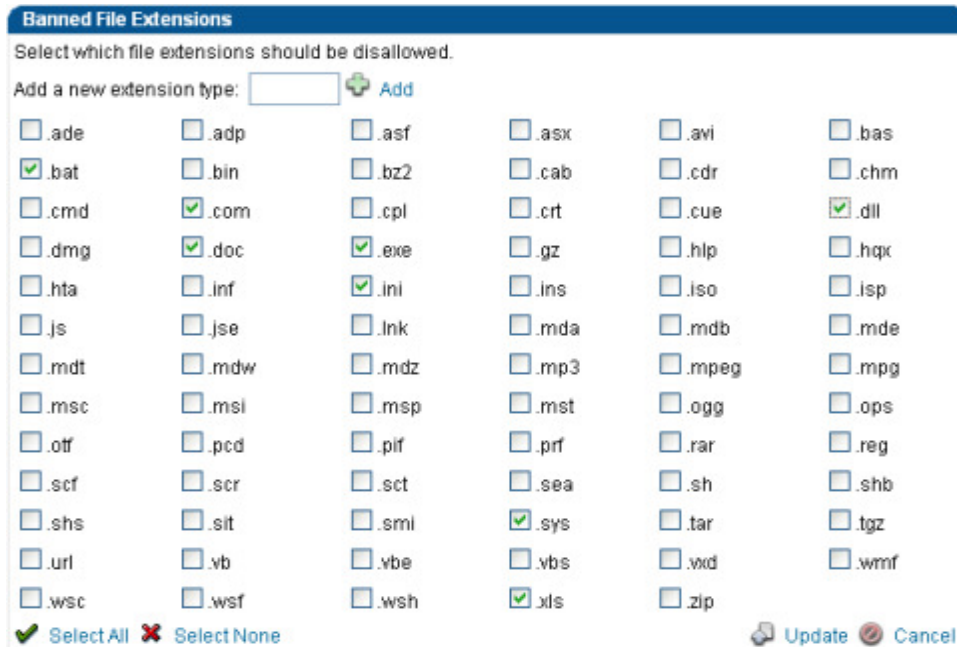 Banned File Extensions
Select which file extensions should be disallowed.
Add a new extension type: Add
.ade .adp .asf .asx .avi .bas
.bat .bin .bz2 .cab .cdr .chm
.cmd .com .cpl .crt .cue .dll
.dmg .doc .exe .gz .hlp .hqx
.hta .inf .ini .ins .iso .isp
.js .jse .lnk .mda .mdb .mde
.mdt .mdw .mdz .mp3 .mpeg .mpg
.msc .msi .msp .mst .ogg .ops
.otf .pcd .pif .prf .rar .reg
.scf .scr .sct .sea .sh .shb
.shs .sit .smi .sys .tar .tgz
.url .vb .vbe .vbs .vxd .wmf
.wsc .wsf .wsh .xls .zip
Select All Select None Update Cancel